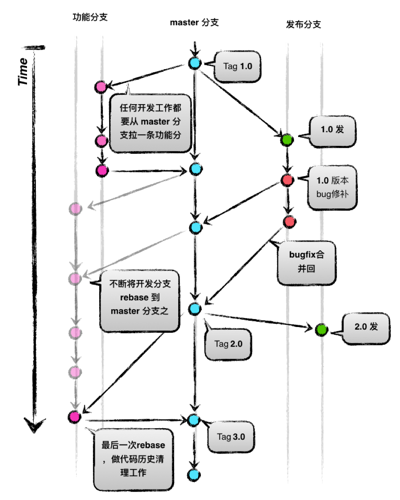 功能分支
master 分支
发布分支
Time
Tag 1.0
任何开发工作都
要从 master 分
支拉一条功能分
1.0 发
1.0 版本
bug修补
bugfix合
并回
不断将开发分支
rebase 到
master 分支之
Tag 2.0
2.0 发
最后一次rebase
，做代码历史清
理工作
Tag 3.0